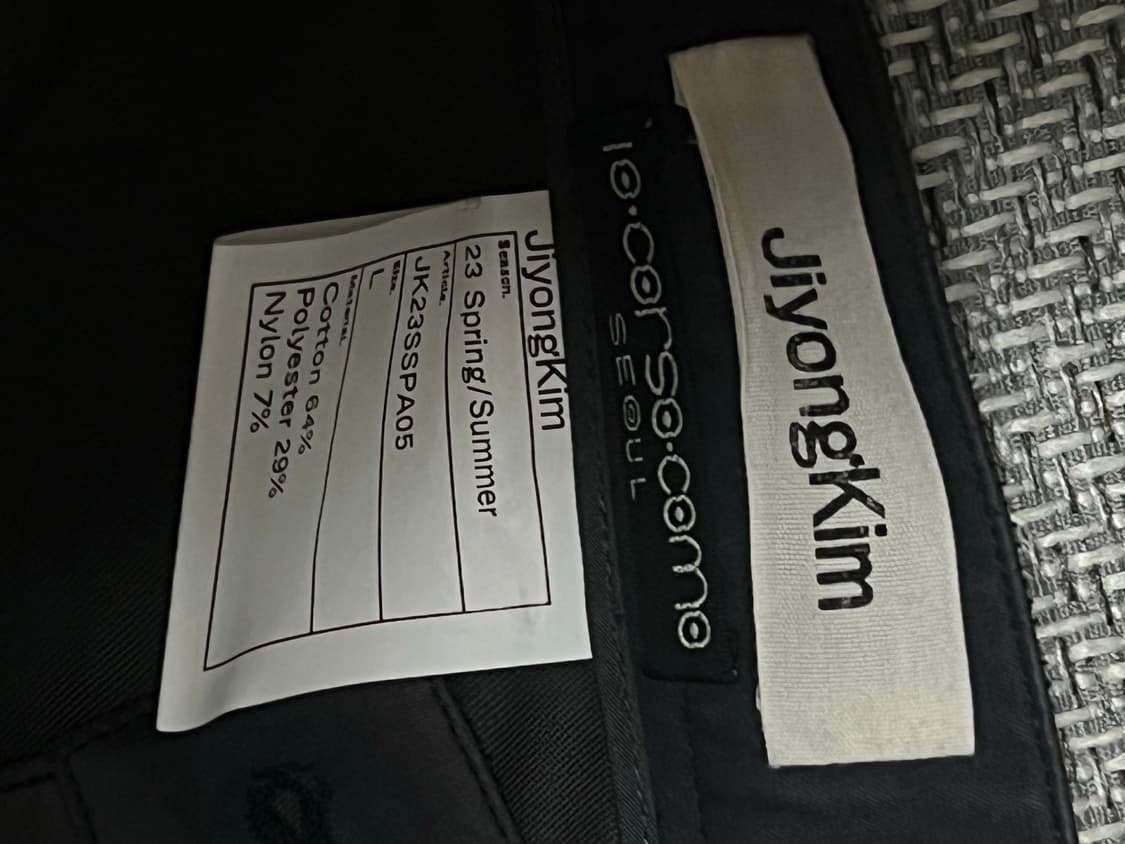 JiyongKim
10·corso·como
SEOUL
JiyongKim
Season.
23 Spring/Summer
Article.
JK23SSPA05
Size.
L
Material.
Cotton 64%
Polyester 29%
Nylon 7%